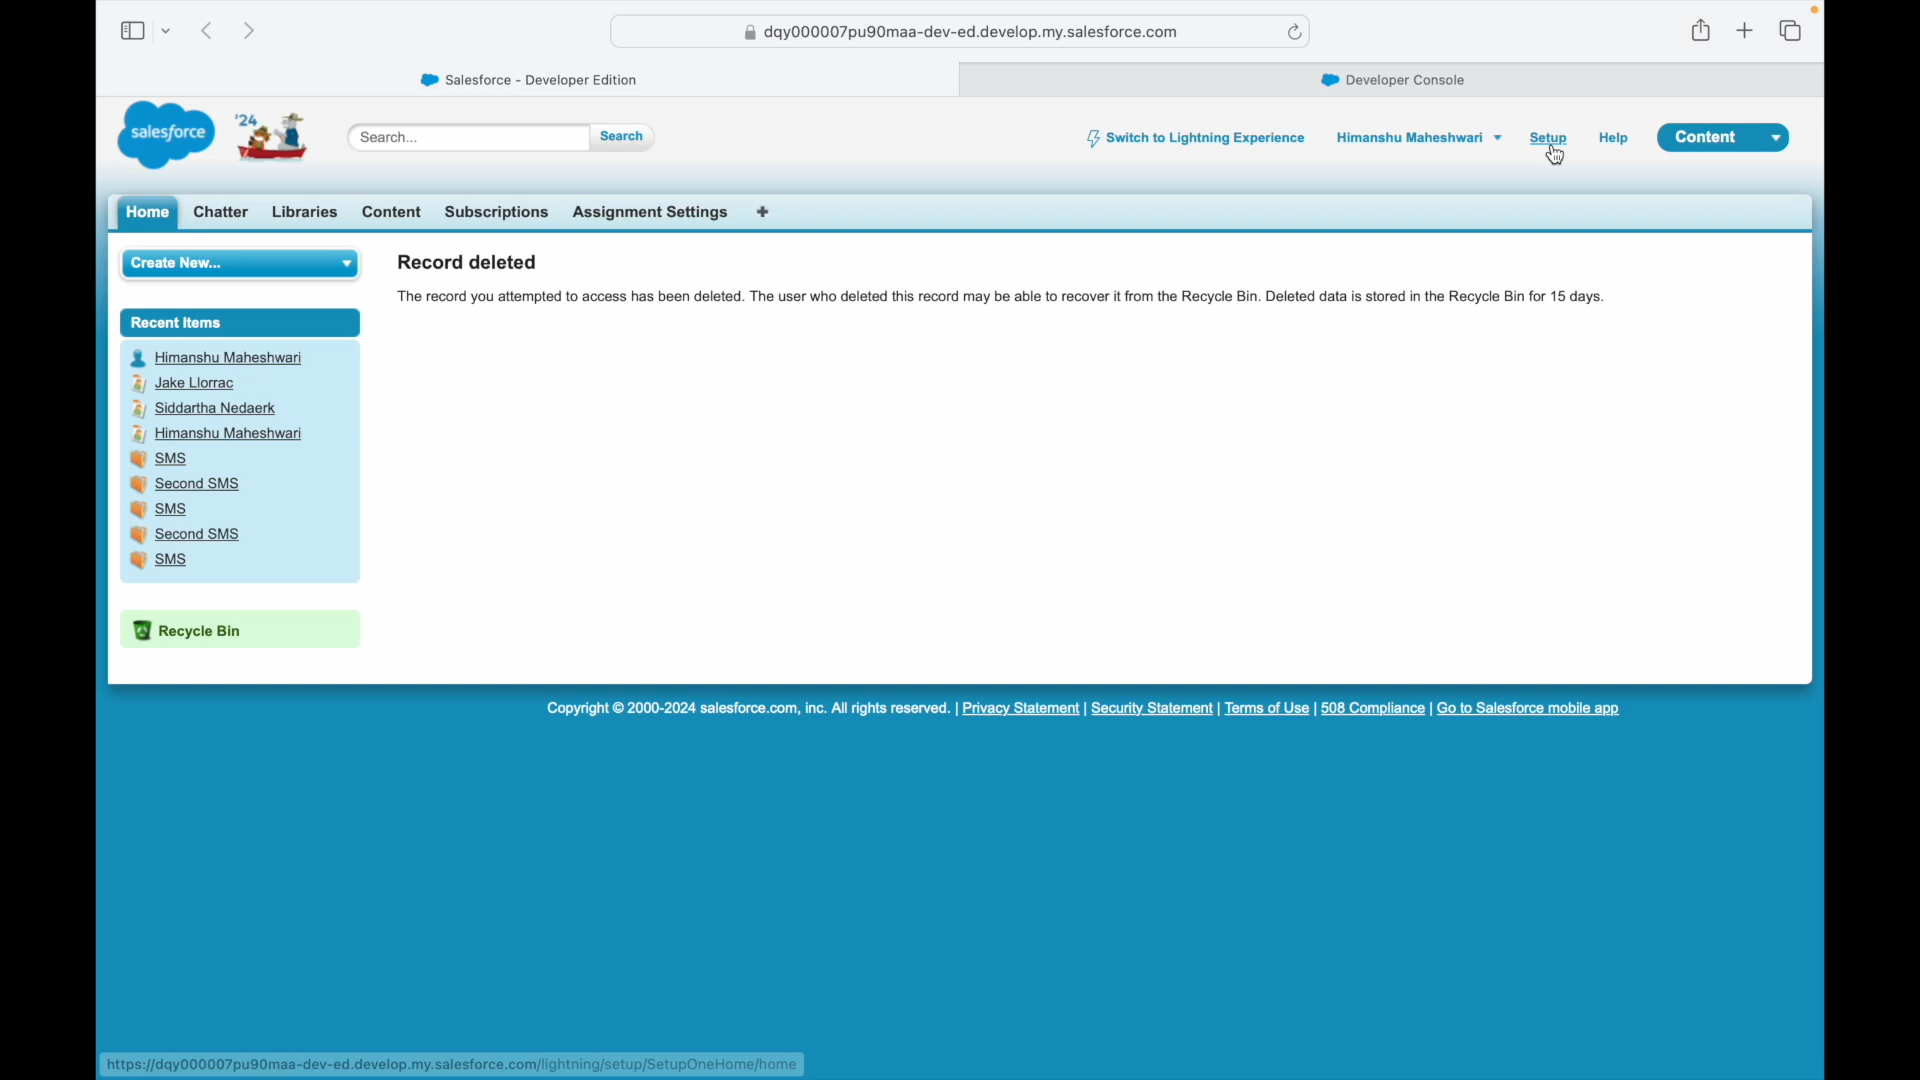 dqy000007pu90maa-dev-ed.develop.my.salesforce.com
Salesforce - Developer Edition
Developer Console
salesforce
'24
Search...
Search
Switch to Lightning Experience
Himanshu Maheshwari
Setup
Help
Content
Home
Chatter
Libraries
Content
Subscriptions
Assignment Settings
+
Create New...
Record deleted
The record you attempted to access has been deleted. The user who deleted this record may be able to recover it from the Recycle Bin. Deleted data is stored in the Recycle Bin for 15 days.
Recent Items
Himanshu Maheshwari
Jake Llorrac
Siddartha Nedaerk
Himanshu Maheshwari
SMS
Second SMS
SMS
Second SMS
SMS
Recycle Bin
Copyright © 2000-2024 salesforce.com, inc. All rights reserved. | Privacy Statement | Security Statement | Terms of Use | 508 Compliance | Go to Salesforce mobile app
https://dqy000007pu90maa-dev-ed.develop.my.salesforce.com/lightning/setup/SetupOneHome/home